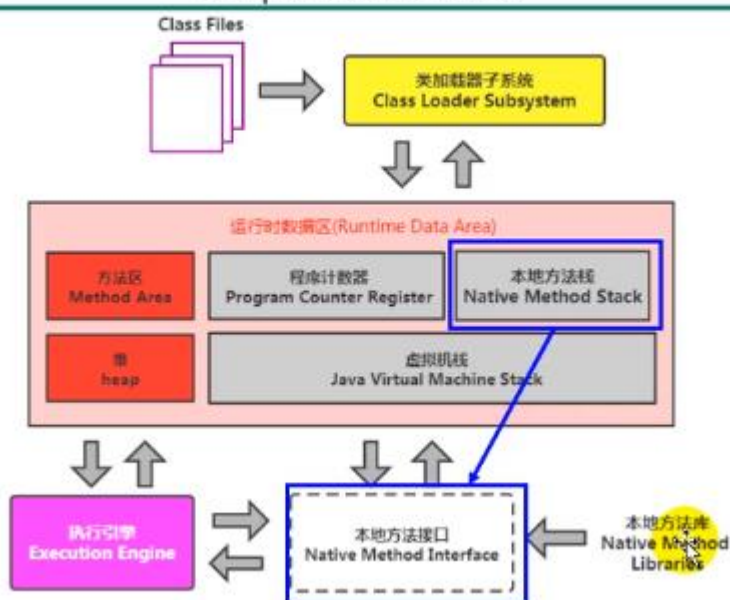 Class Files
类加载器子系统
Class Loader Subsystem
运行时数据区(Runtime Data Area)
方法区
Method Area
程序计数器
Program Counter Register
本地方法栈
Native Method Stack
堆
heap
虚拟机栈
Java Virtual Machine Stack
执行引擎
Execution Engine
本地方法接口
Native Method Interface
本地方法库
Native Method
Libraries